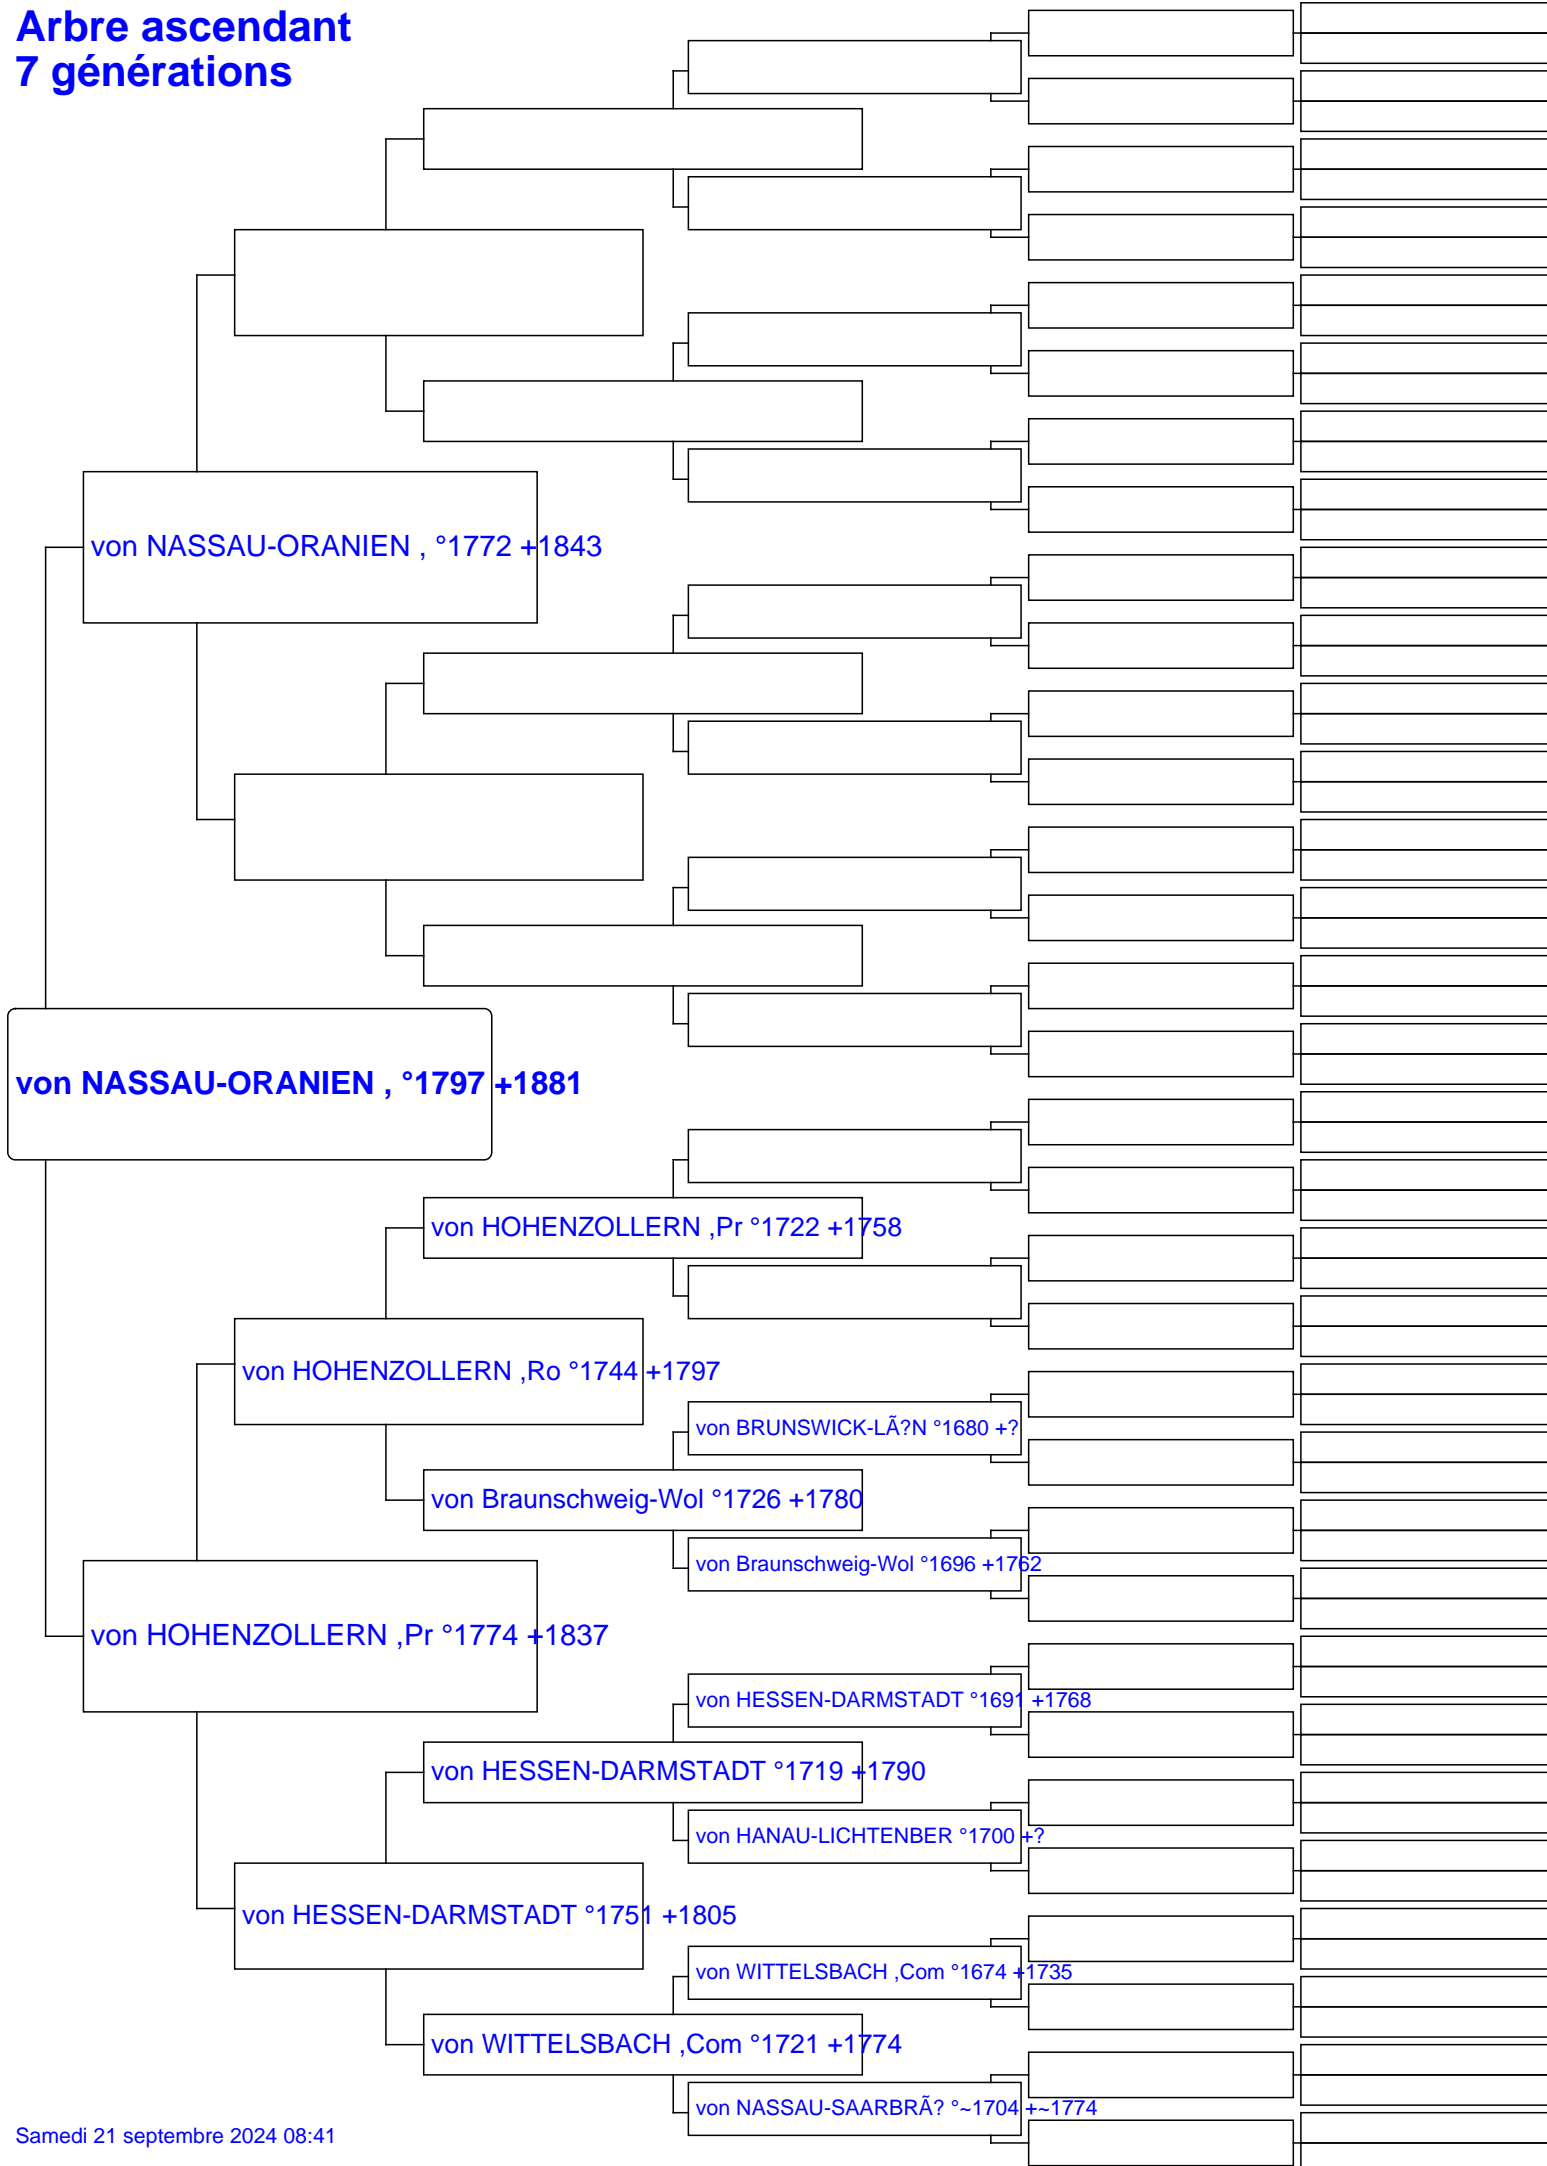 Arbre ascendant
7 générations
von NASSAU-ORANIEN , °1772 +1843
von NASSAU-ORANIEN , °1797 +1881
von HOHENZOLLERN ,Pr °1722 +1758
von HOHENZOLLERN ,Ro °1744 +1797
von BRUNSWICK-LÃ?N °1680 +?
von Braunschweig-Wol °1726 +1780
von Braunschweig-Wol °1696 +1762
von HOHENZOLLERN ,Pr °1774 +1837
von HESSEN-DARMSTADT °1691 +1768
von HESSEN-DARMSTADT °1719 +1790
von HANAU-LICHTENBER °1700 +?
von HESSEN-DARMSTADT °1751 +1805
von WITTELSBACH ,Com °1674 +1735
von WITTELSBACH ,Com °1721 +1774
von NASSAU-SAARBRÃ? °~1704 +~1774
Samedi 21 septembre 2024 08:41